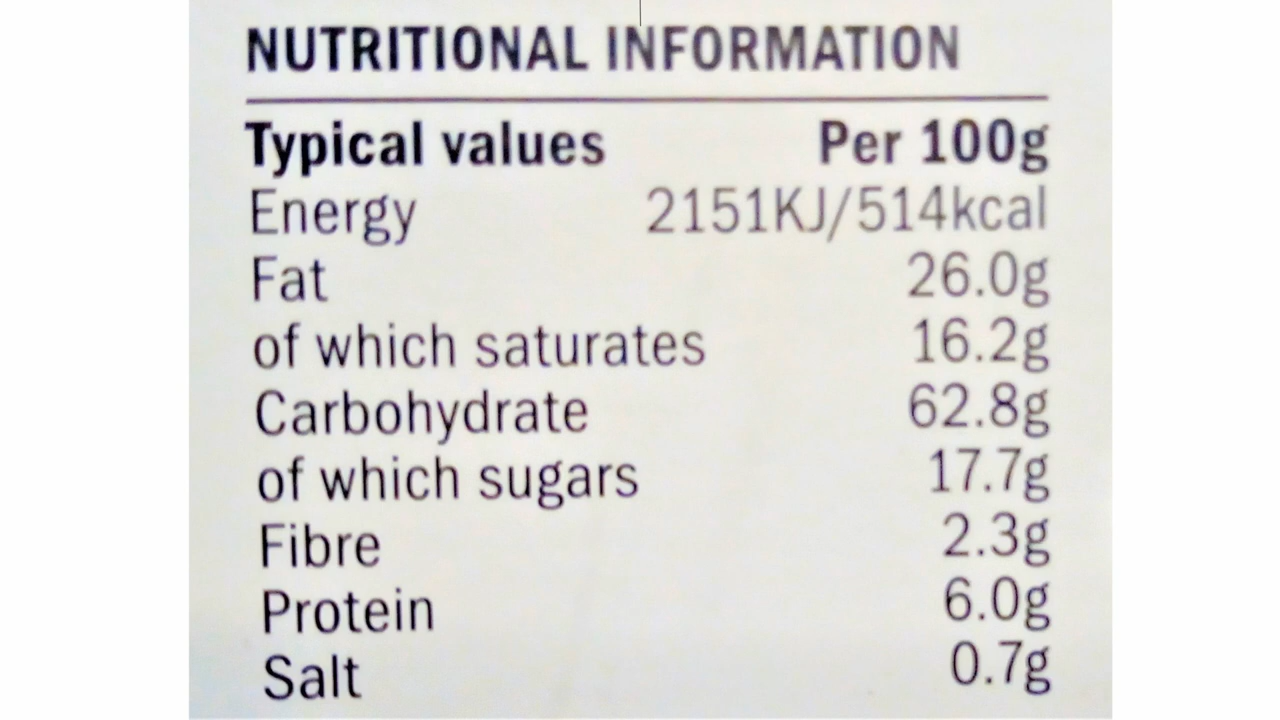 NUTRITIONAL INFORMATION
Typical values Per 100g
Energy 2151KJ/514kcal
Fat 26.0g
of which saturates 16.2g
Carbohydrate 62.8g
of which sugars 17.7g
Fibre 2.3g
Protein 6.0g
Salt 0.7g